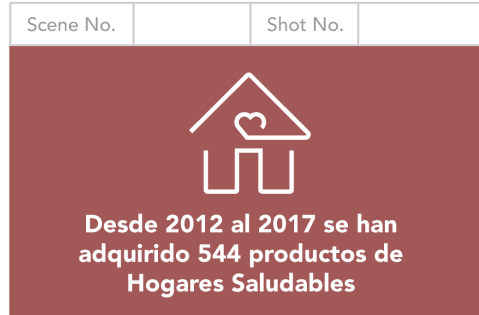 Scene No. Shot No.
Desde 2012 al 2017 se han
adquirido 544 productos de
Hogares Saludables